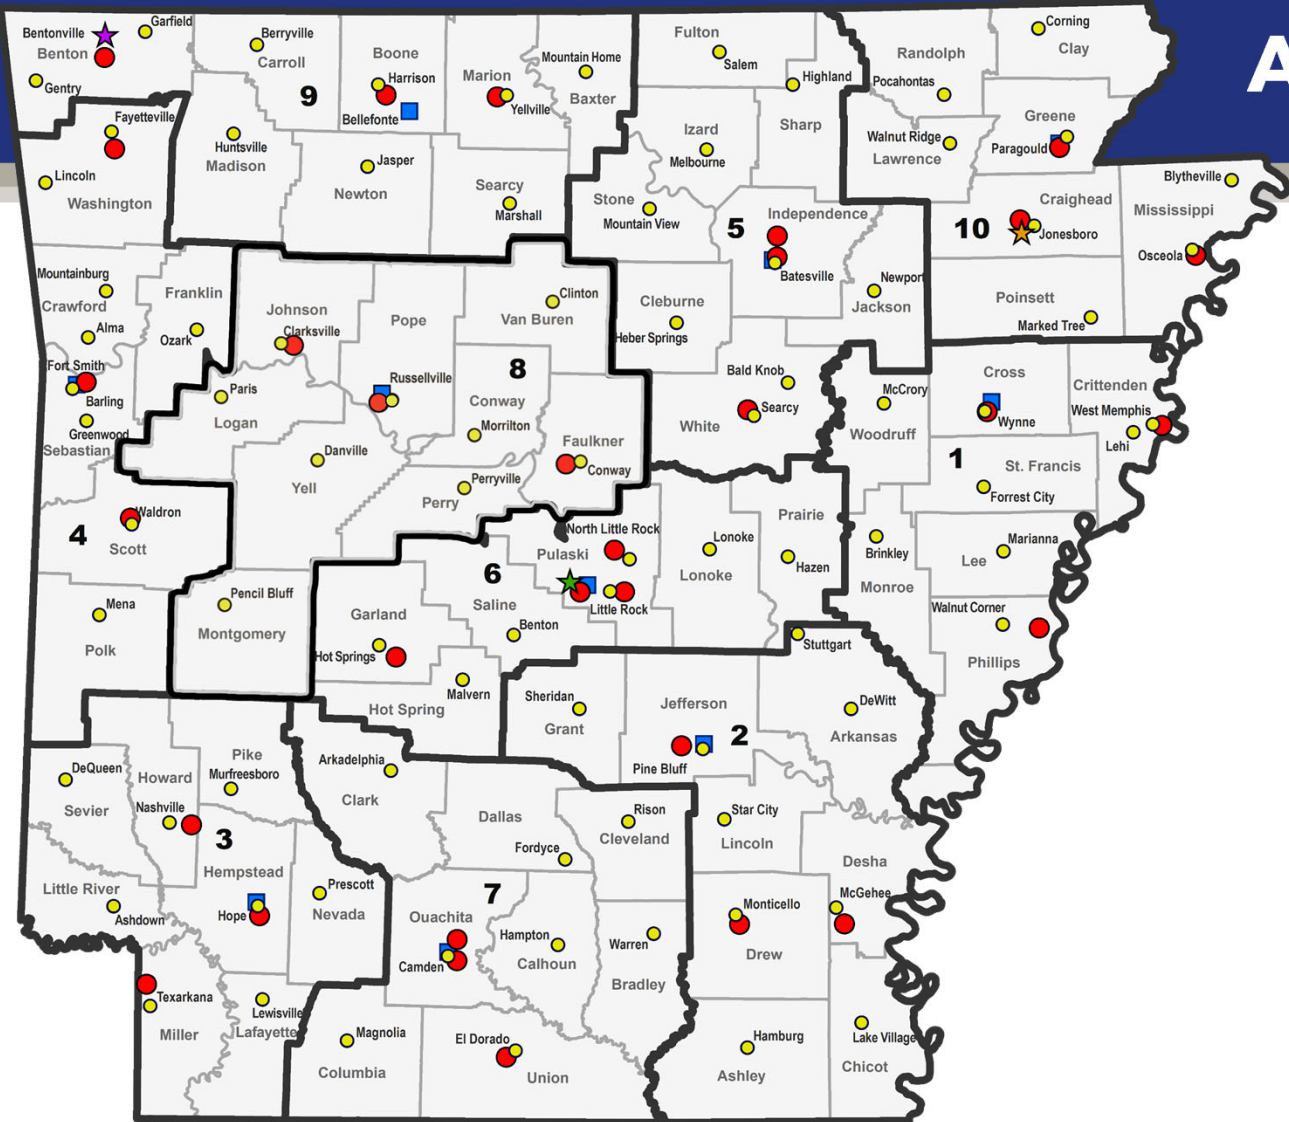 A
Garfield
Bentonville
Benton
Gentry
Berryville
Carroll
9
Boone
Harrison
Bellefonte
Marion
Yellville
Mountain Home
Baxter
Fulton
Salem
Highland
Sharp
Randolph
Pocahontas
Corning
Clay
Greene
Paragould
Walnut Ridge
Lawrence
Fayetteville
Lincoln
Washington
Huntsville
Madison
Jasper
Newton
Searcy
Marshall
Izard
Melbourne
Stone
Mountain View
5
Independence
Batesville
Newport
Jackson
Craighead
10
Jonesboro
Blytheville
Mississippi
Osceola
Poinsett
Marked Tree
Mountainburg
Crawford
Alma
Franklin
Ozark
Johnson
Clarksville
Pope
Russellville
Clinton
Van Buren
8
Cleburne
Heber Springs
Bald Knob
Searcy
White
McCrory
Woodruff
Cross
Wynne
Crittenden
West Memphis
Lehi
1
St. Francis
Forrest City
Fort Smith
Barling
Greenwood
Sebastian
Paris
Logan
Danville
Yell
Conway
Morrilton
Faulkner
Conway
Perryville
Perry
Waldron
4
Scott
Mena
Polk
Pencil Bluff
Montgomery
North Little Rock
Pulaski
6
Saline
Little Rock
Benton
Garland
Hot Springs
Malvern
Hot Spring
Lonoke
Lonoke
Prairie
Hazen
Brinkley
Monroe
Marianna
Lee
Walnut Corner
Phillips
Stuttgart
DeWitt
Arkansas
Sheridan
Grant
Jefferson
2
Pine Bluff
DeQueen
Sevier
Howard
Nashville
Pike
Murfreesboro
3
Hempstead
Hope
Little River
Ashdown
Prescott
Nevada
Arkadelphia
Clark
Dallas
Fordyce
Rison
Cleveland
Star City
Lincoln
Desha
McGehee
Monticello
Drew
7
Ouachita
Camden
Hampton
Calhoun
Warren
Bradley
Texarkana
Miller
Lewisville
Lafayette
Magnolia
Columbia
El Dorado
Union
Hamburg
Ashley
Lake Village
Chicot